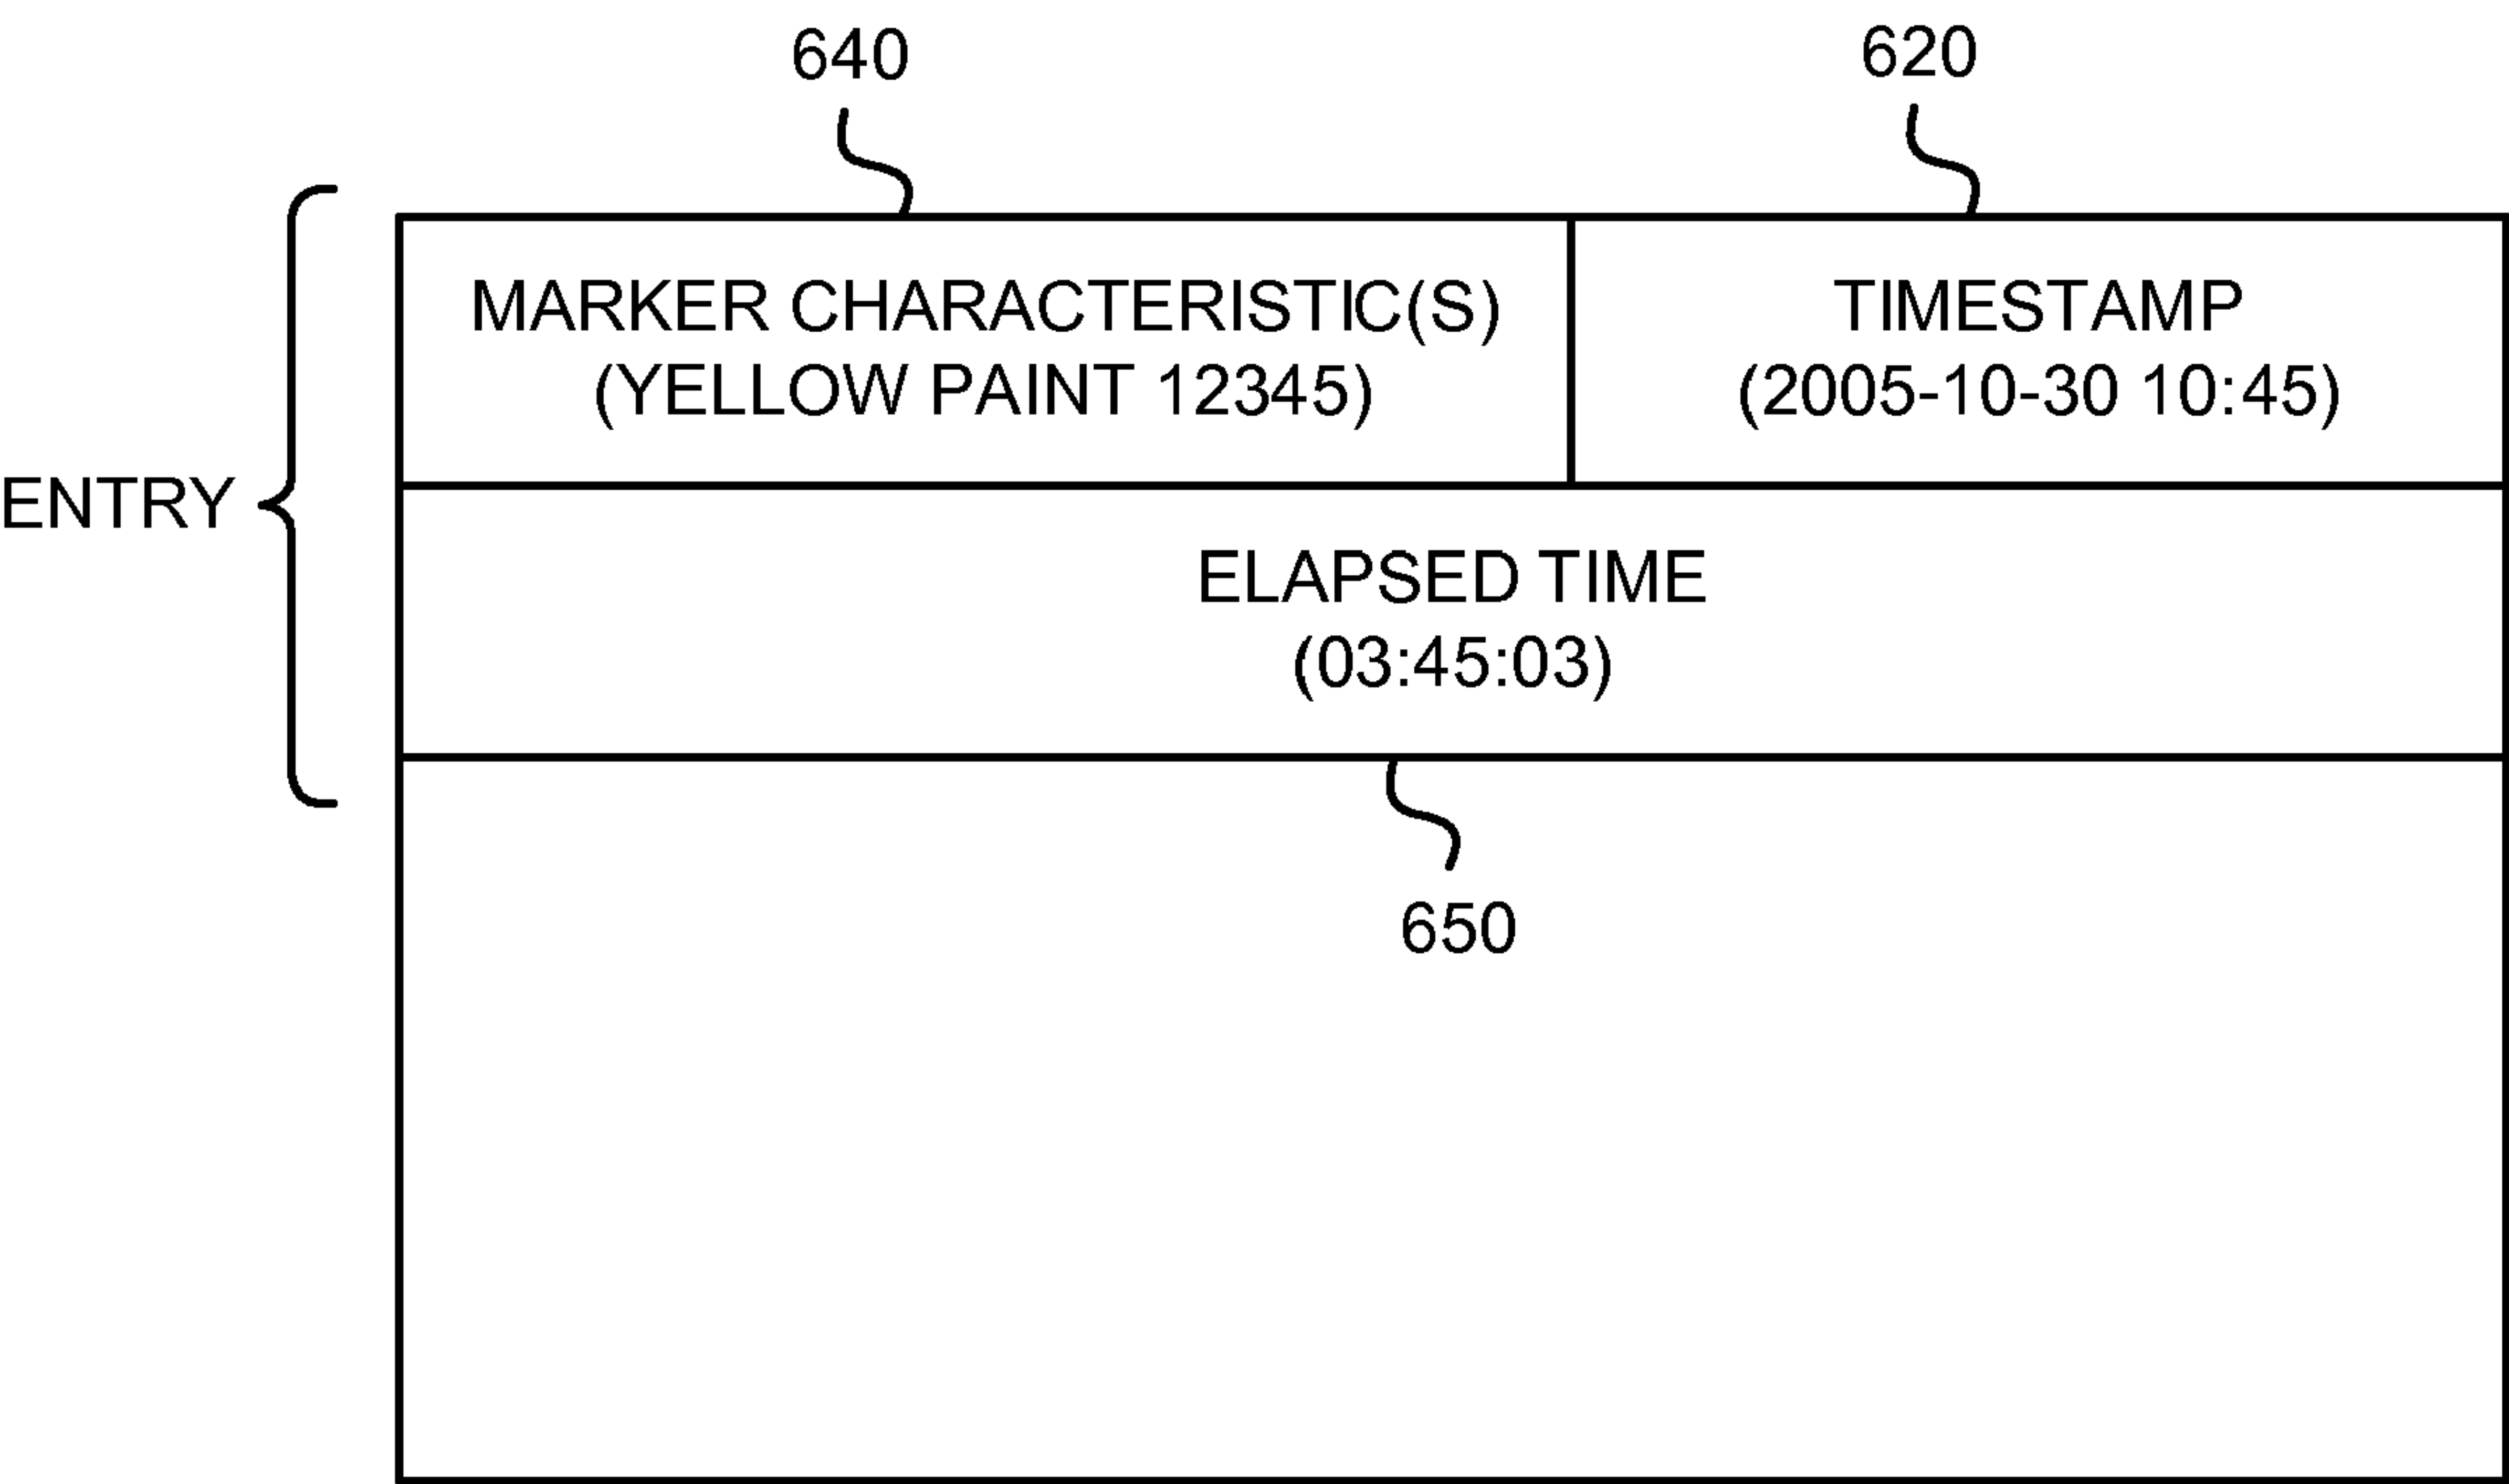 640
620
MARKER CHARACTERISTIC(S)
(YELLOW PAINT 12345)
TIMESTAMP
(2005-10-30 10:45)
ENTRY
ELAPSED TIME
(03:45:03)
650